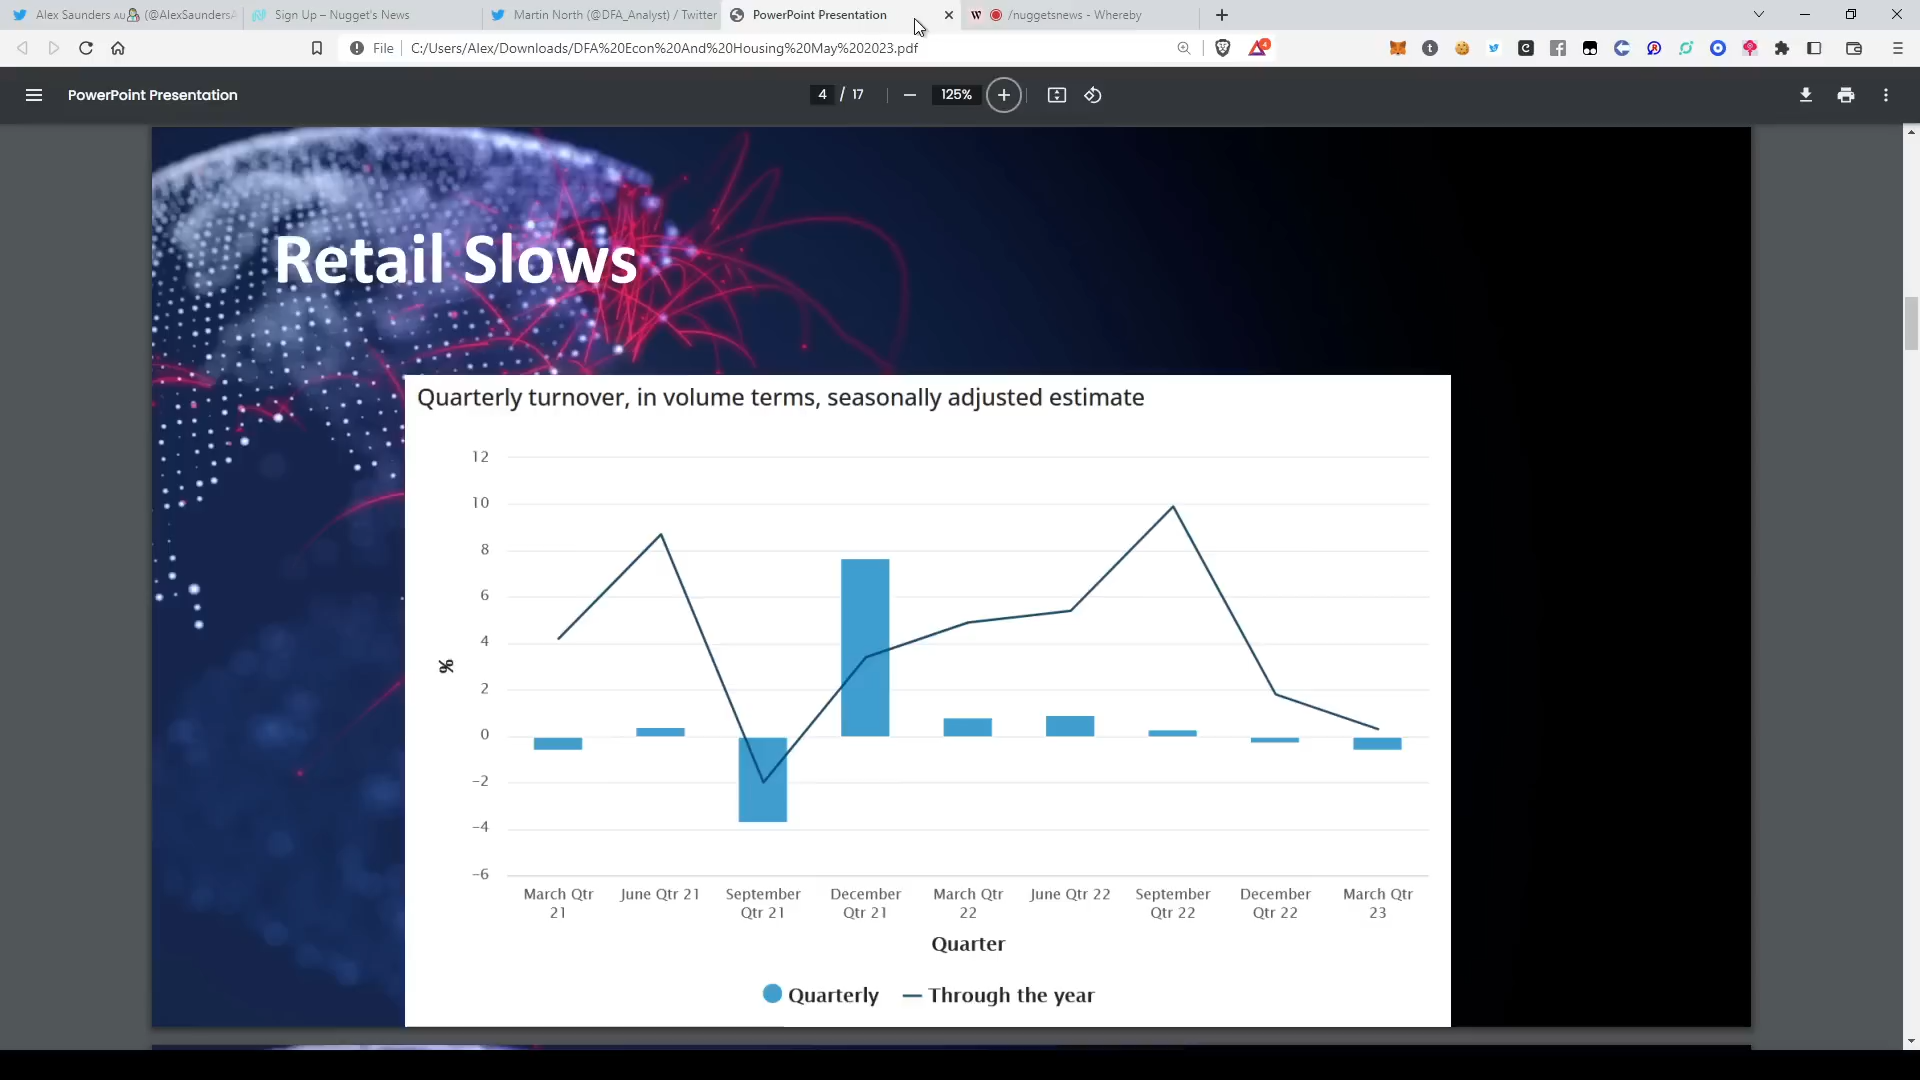 Alex Saunders AU (@AlexSaundersA
Sign Up – Nugget's News
Martin North (@DFA_Analyst) / Twitter
PowerPoint Presentation
/nuggetsnews - Whereby
File
C:/Users/Alex/Downloads/DFA%20Econ%20And%20Housing%20May%202023.pdf
4
PowerPoint Presentation
4 / 17
125%
Retail Slows
Quarterly turnover, in volume terms, seasonally adjusted estimate
12
10
8
6
4
2
0
−2
−4
−6
%
March Qtr 21
June Qtr 21
September Qtr 21
December Qtr 21
March Qtr 22
June Qtr 22
September Qtr 22
December Qtr 22
March Qtr 23
Quarter
Quarterly
Through the year